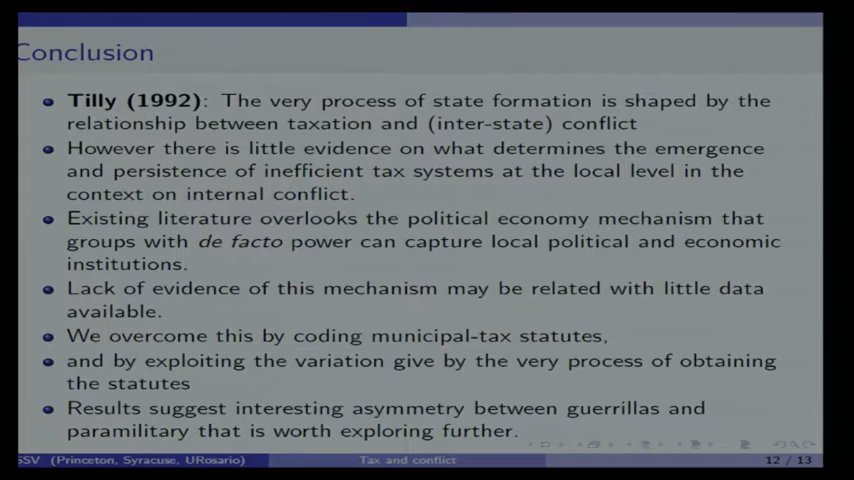 Conclusion
Tilly (1992): The very process of state formation is shaped by the
relationship between taxation and (inter-state) conflict
However there is little evidence on what determines the emergence
and persistence of inefficient tax systems at the local level in the
context on internal conflict.
Existing literature overlooks the political economy mechanism that
groups with de facto power can capture local political and economic
institutions.
Lack of evidence of this mechanism may be related with little data
available.
We overcome this by coding municipal-tax statutes,
and by exploiting the variation give by the very process of obtaining
the statutes
Results suggest interesting asymmetry between guerrillas and
paramilitary that is worth exploring further.
SSV (Princeton, Syracuse, URosario) Tax and conflict 12 / 13